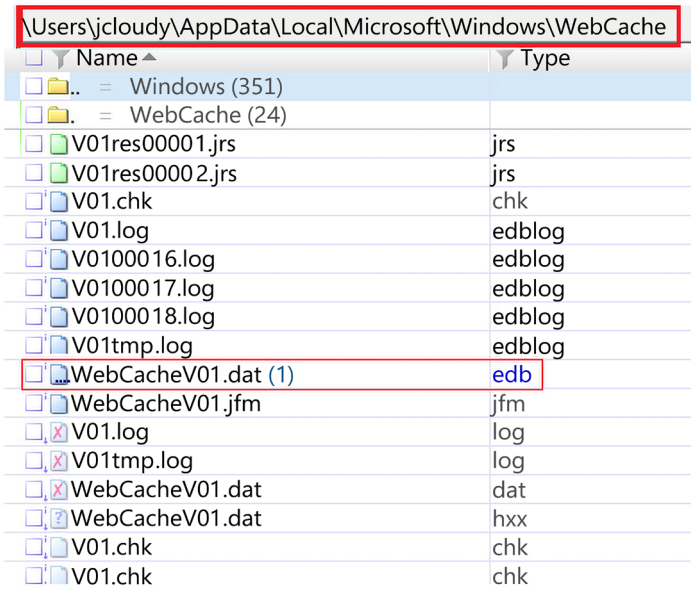 \Users\jcloudy\AppData\Local\Microsoft\Windows\WebCache
Name Type
.. = Windows (351)
. = WebCache (24)
V01res00001.jrs jrs
V01res00002.jrs jrs
V01.chk chk
V01.log edblog
V0100016.log edblog
V0100017.log edblog
V0100018.log edblog
V01tmp.log edblog
WebCacheV01.dat (1) edb
WebCacheV01.jfm jfm
V01.log log
V01tmp.log log
WebCacheV01.dat dat
WebCacheV01.dat hxx
V01.chk chk
V01.chk chk